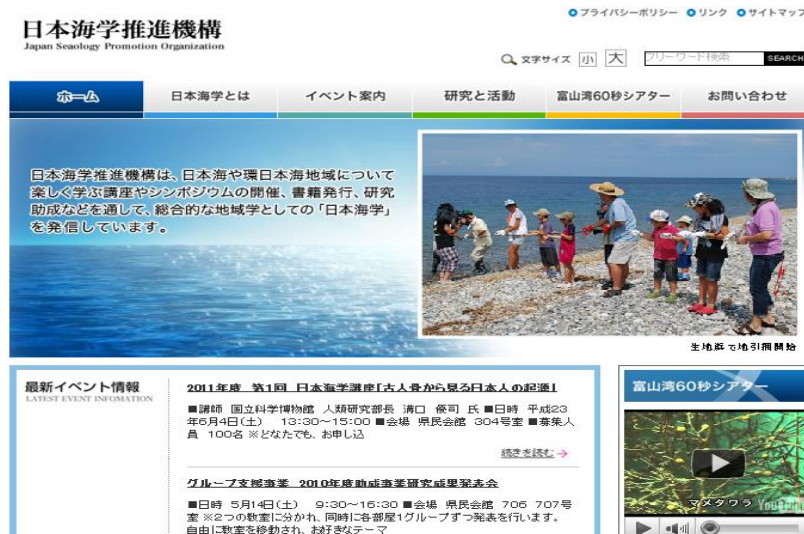 プライバシーポリシー リンク サイトマップ
日本海学推進機構
Japan Seaology Promotion Organization
文字サイズ 小 大 フリーワード検索 SEARCH
ホーム 日本海学とは イベント案内 研究と活動 富山湾60秒シアター お問い合わせ
日本海学推進機構は、日本海や環日本海地域について
楽しく学ぶ講座やシンポジウムの開催、書籍発行、研究
助成などを通して、総合的な地域学としての「日本海学」
を発信しています。
生地浜で地引網開始
最新イベント情報
LATEST EVENT INFOMATION
2011年度 第1回 日本海学講座「古人骨から見る日本人の起源」
■講師 国立科学博物館 人類研究部長 溝口 優司 氏 ■日時 平成23
年6月4日(土) 13:30～15:00 ■会場 県民会館 304号室 ■募集人
員 100名 ※どなたでも、お申し込
続きを読む
グループ支援事業 2010年度助成事業研究成果発表会
■日時 5月14日(土) 9:30～16:30 ■会場 県民会館 706 707号
室 ※2つの教室に分かれ、同時に各部屋1グループずつ発表を行います。
自由に教室を移動され、お好きなテーマ
富山湾60秒シアター
マメタワラ
YouTube